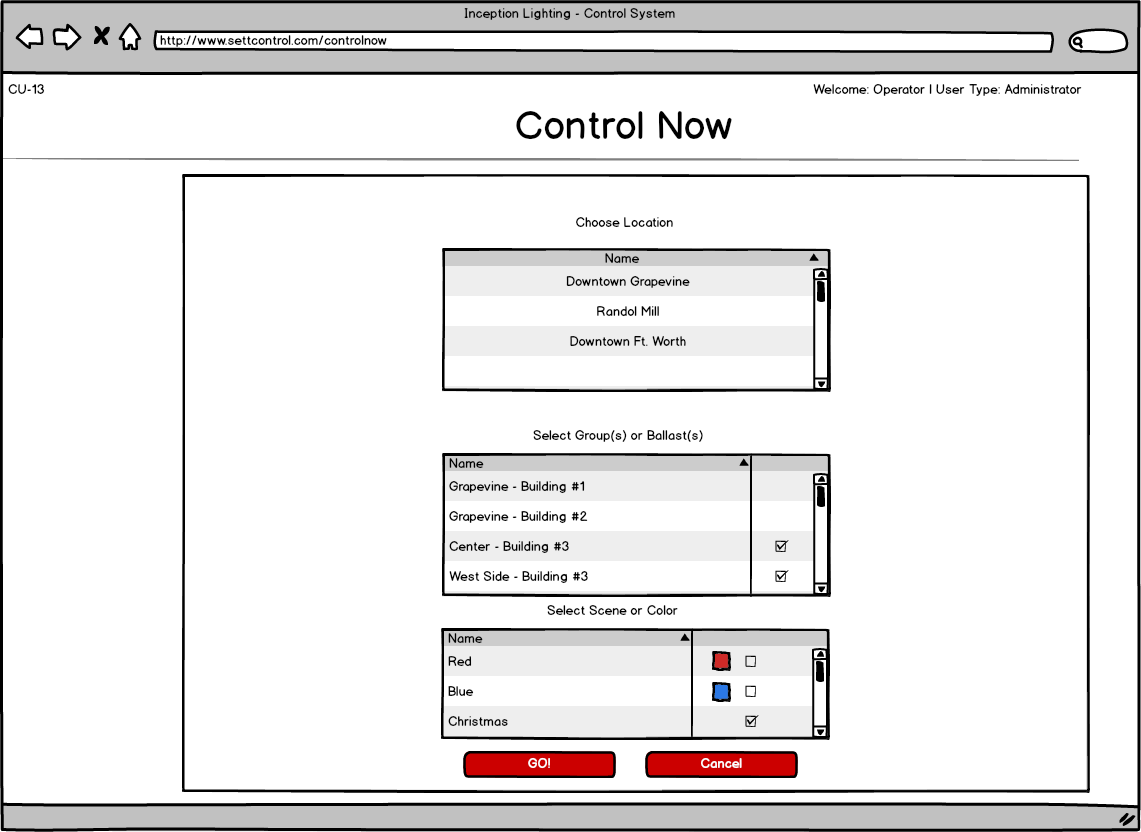 Inception Lighting - Control System
http://www.settcontrol.com/controlnow
CU-13
Welcome: Operator | User Type: Administrator
Control Now
Choose Location
Name
Downtown Grapevine
Randol Mill
Downtown Ft. Worth
Select Group(s) or Ballast(s)
Name
Grapevine - Building #1
Grapevine - Building #2
Center - Building #3
West Side - Building #3
Select Scene or Color
Name
Red
Blue
Christmas
GO!
Cancel